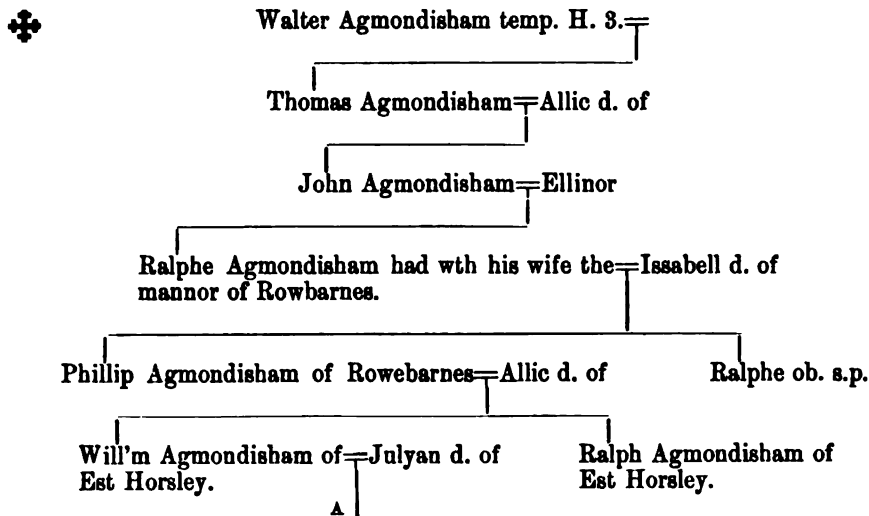 Walter Agmondisham temp. H. 3.=
Thomas Agmondisham=Allic d. of
John Agmondisham=Ellinor
Ralphe Agmondisham had wth his wife the=Issabell d. of
mannor of Rowbarnes.
Phillip Agmondisham of Rowebarnes=Allic d. of Ralphe ob. s.p.
Will'm Agmondisham of=Julyan d. of Ralph Agmondisham of
Est Horsley. Est Horsley.
A